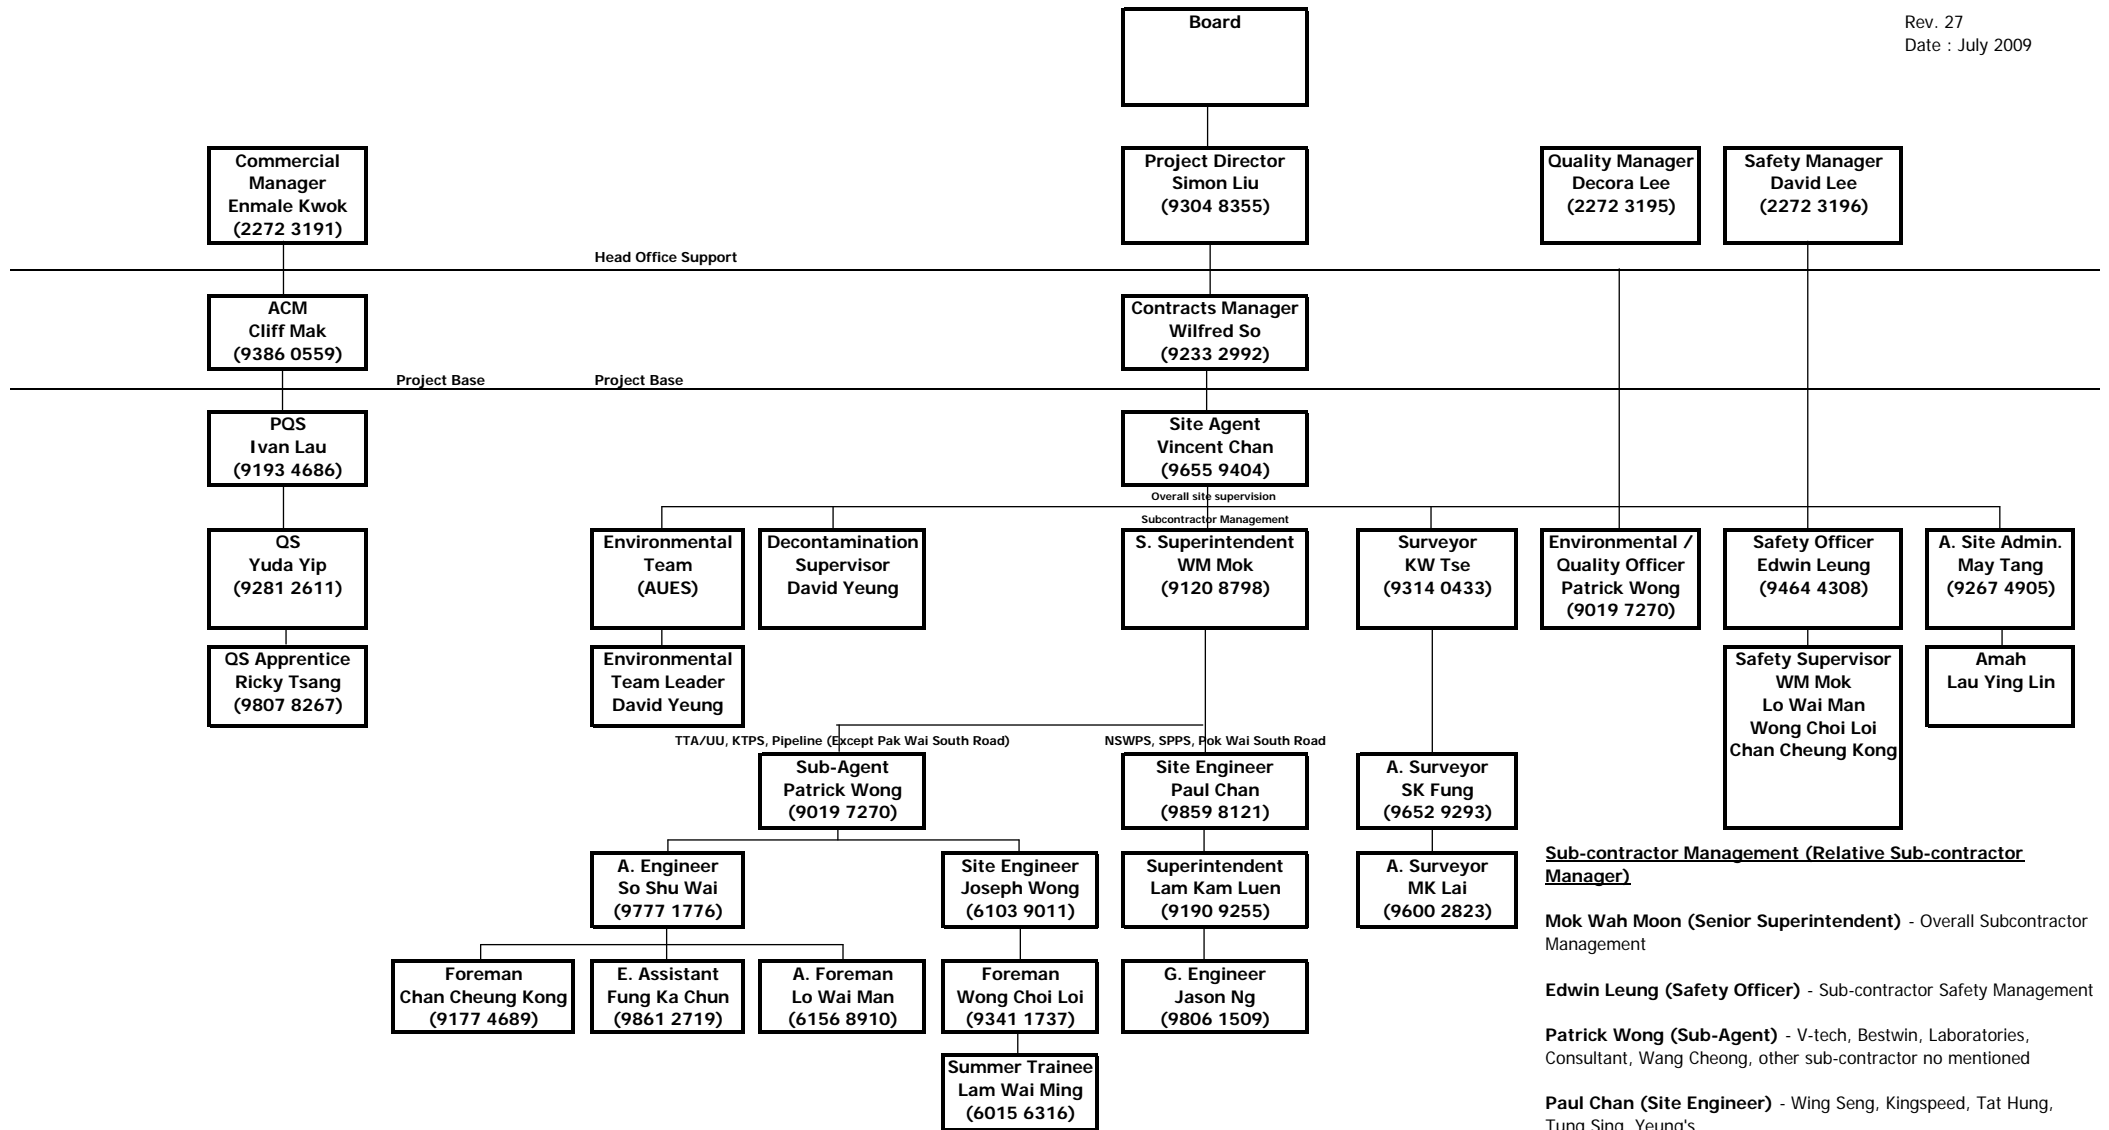 Board
Rev. 27
Date : July 2009
Commercial
Manager
Enmale Kwok
(2272 3191)
Project Director
Simon Liu
(9304 8355)
Quality Manager
Decora Lee
(2272 3195)
Safety Manager
David Lee
(2272 3196)
Head Office Support
ACM
Cliff Mak
(9386 0559)
Contracts Manager
Wilfred So
(9233 2992)
Project Base
Project Base
PQS
Ivan Lau
(9193 4686)
Site Agent
Vincent Chan
(9655 9404)
Overall site supervision
Subcontractor Management
QS
Yuda Yip
(9281 2611)
Environmental
Team
(AUES)
Decontamination
Supervisor
David Yeung
S. Superintendent
WM Mok
(9120 8798)
Surveyor
KW Tse
(9314 0433)
Environmental /
Quality Officer
Patrick Wong
(9019 7270)
Safety Officer
Edwin Leung
(9464 4308)
A. Site Admin.
May Tang
(9267 4905)
QS Apprentice
Ricky Tsang
(9807 8267)
Environmental
Team Leader
David Yeung
Safety Supervisor
WM Mok
Lo Wai Man
Wong Choi Loi
Chan Cheung Kong
Amah
Lau Ying Lin
TTA/UU, KTPS, Pipeline (Except Pak Wai South Road)
NSWPS, SPPS, Pok Wai South Road
Sub-Agent
Patrick Wong
(9019 7270)
Site Engineer
Paul Chan
(9859 8121)
A. Surveyor
SK Fung
(9652 9293)
A. Engineer
So Shu Wai
(9777 1776)
Site Engineer
Joseph Wong
(6103 9011)
Superintendent
Lam Kam Luen
(9190 9255)
A. Surveyor
MK Lai
(9600 2823)
Foreman
Chan Cheung Kong
(9177 4689)
E. Assistant
Fung Ka Chun
(9861 2719)
A. Foreman
Lo Wai Man
(6156 8910)
Foreman
Wong Choi Loi
(9341 1737)
G. Engineer
Jason Ng
(9806 1509)
Summer Trainee
Lam Wai Ming
(6015 6316)
Sub-contractor Management (Relative Sub-contractor
Manager)
Mok Wah Moon (Senior Superintendent) - Overall Subcontractor
Management
Edwin Leung (Safety Officer) - Sub-contractor Safety Management
Patrick Wong (Sub-Agent) - V-tech, Bestwin, Laboratories,
Consultant, Wang Cheong, other sub-contractor no mentioned
Paul Chan (Site Engineer) - Wing Seng, Kingspeed, Tat Hung,
Tung Sing, Yeung's